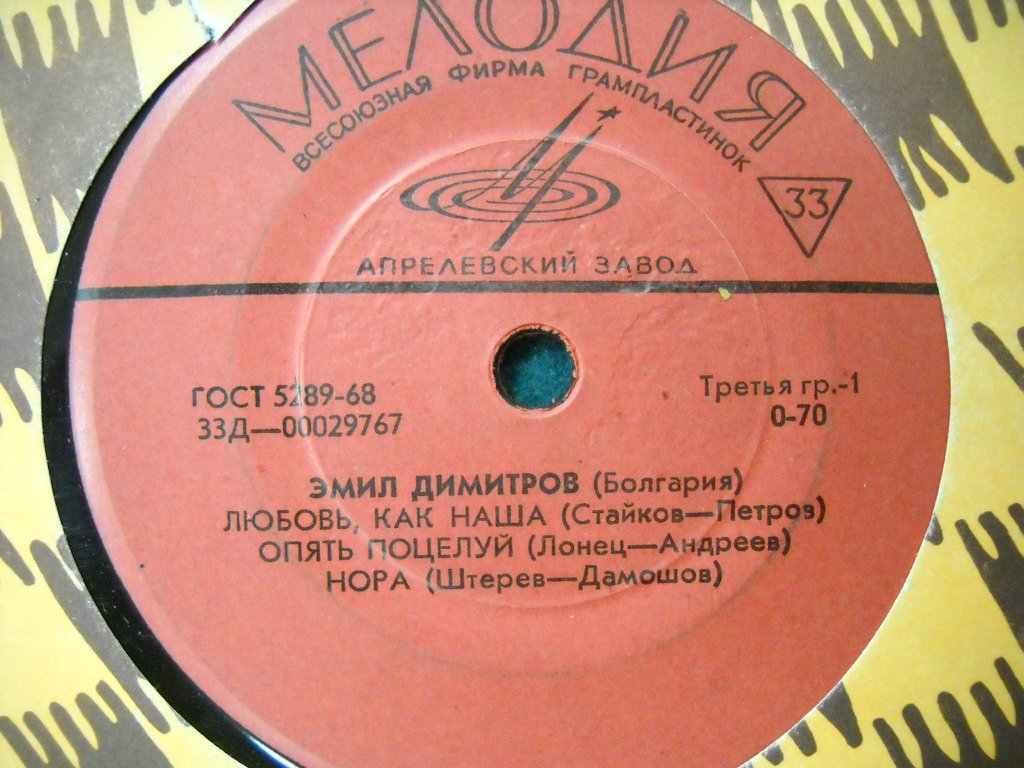 МЕЛОДИЯ
ВСЕСОЮЗНАЯ ФИРМА ГРАМПЛАСТИНОК
33
АПРЕЛЕВСКИЙ ЗАВОД
ГОСТ 5289-68
Третья гр.-1
33Д—00029767
0-70
ЭМИЛ ДИМИТРОВ (Болгария)
ЛЮБОВЬ, КАК НАША (Стайков—Петров)
ОПЯТЬ ПОЦЕЛУЙ (Лонец—Андреев)
НОРА (Штерев—Дамошов)